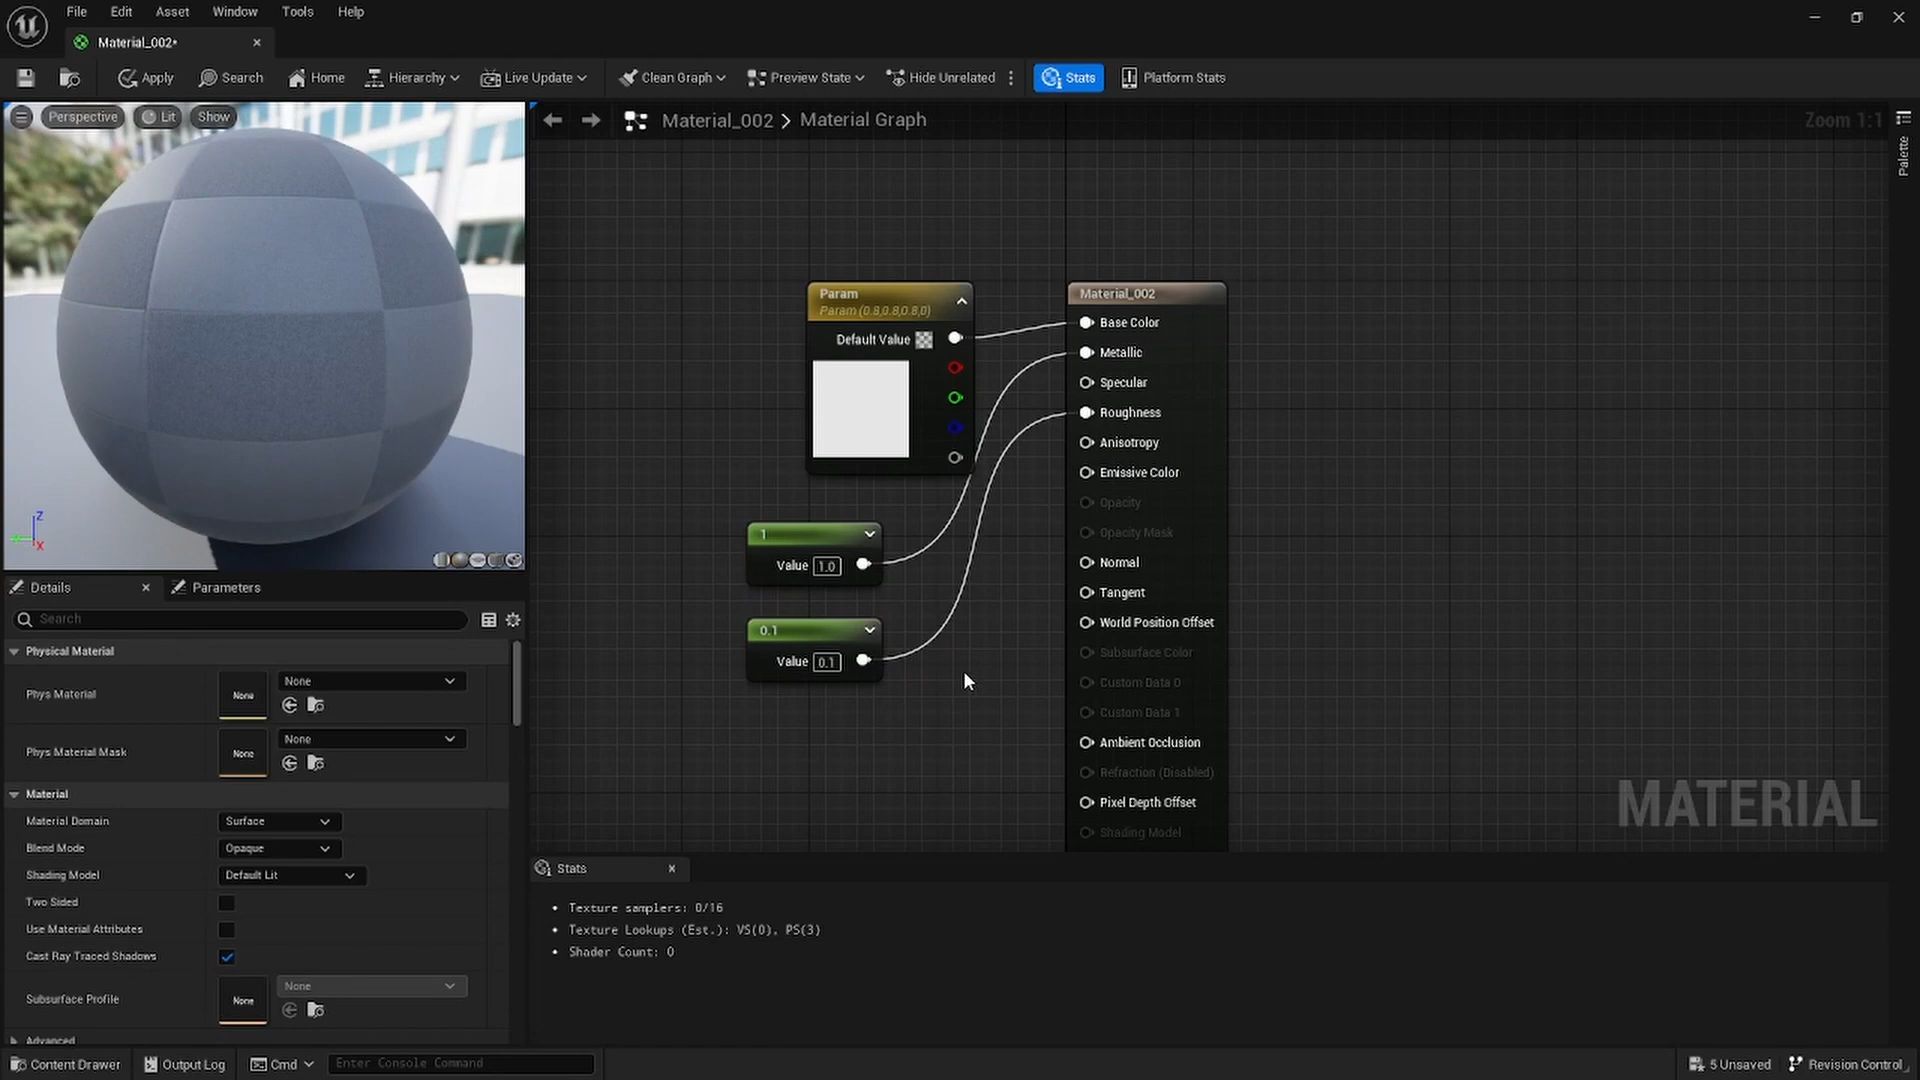 File Edit Asset Window Tools Help
Material_002*
Apply Search Home Hierarchy Live Update Clean Graph Preview State Hide Unrelated Stats Platform Stats
Perspective Lit Show
Material_002 > Material Graph
Zoom 1:1
Palette
Param
Param (0.8,0.8,0.8,0)
Default Value
1
Value 1.0
0.1
Value 0.1
Material_002
Base Color
Metallic
Specular
Roughness
Anisotropy
Emissive Color
Opacity
Opacity Mask
Normal
Tangent
World Position Offset
Subsurface Color
Custom Data 0
Custom Data 1
Ambient Occlusion
Refraction (Disabled)
Pixel Depth Offset
Shading Model
MATERIAL
Z
X
Details Parameters
Search
Physical Material
Phys Material None None
Phys Material Mask None None
Material
Material Domain Surface
Blend Mode Opaque
Shading Model Default Lit
Two Sided
Use Material Attributes
Cast Ray Traced Shadows
Subsurface Profile None None
Advanced
Stats
• Texture samplers: 0/16
• Texture Lookups (Est.): VS(0), PS(3)
• Shader Count: 0
Content Drawer Output Log Cmd Enter Console Command 5 Unsaved Revision Control